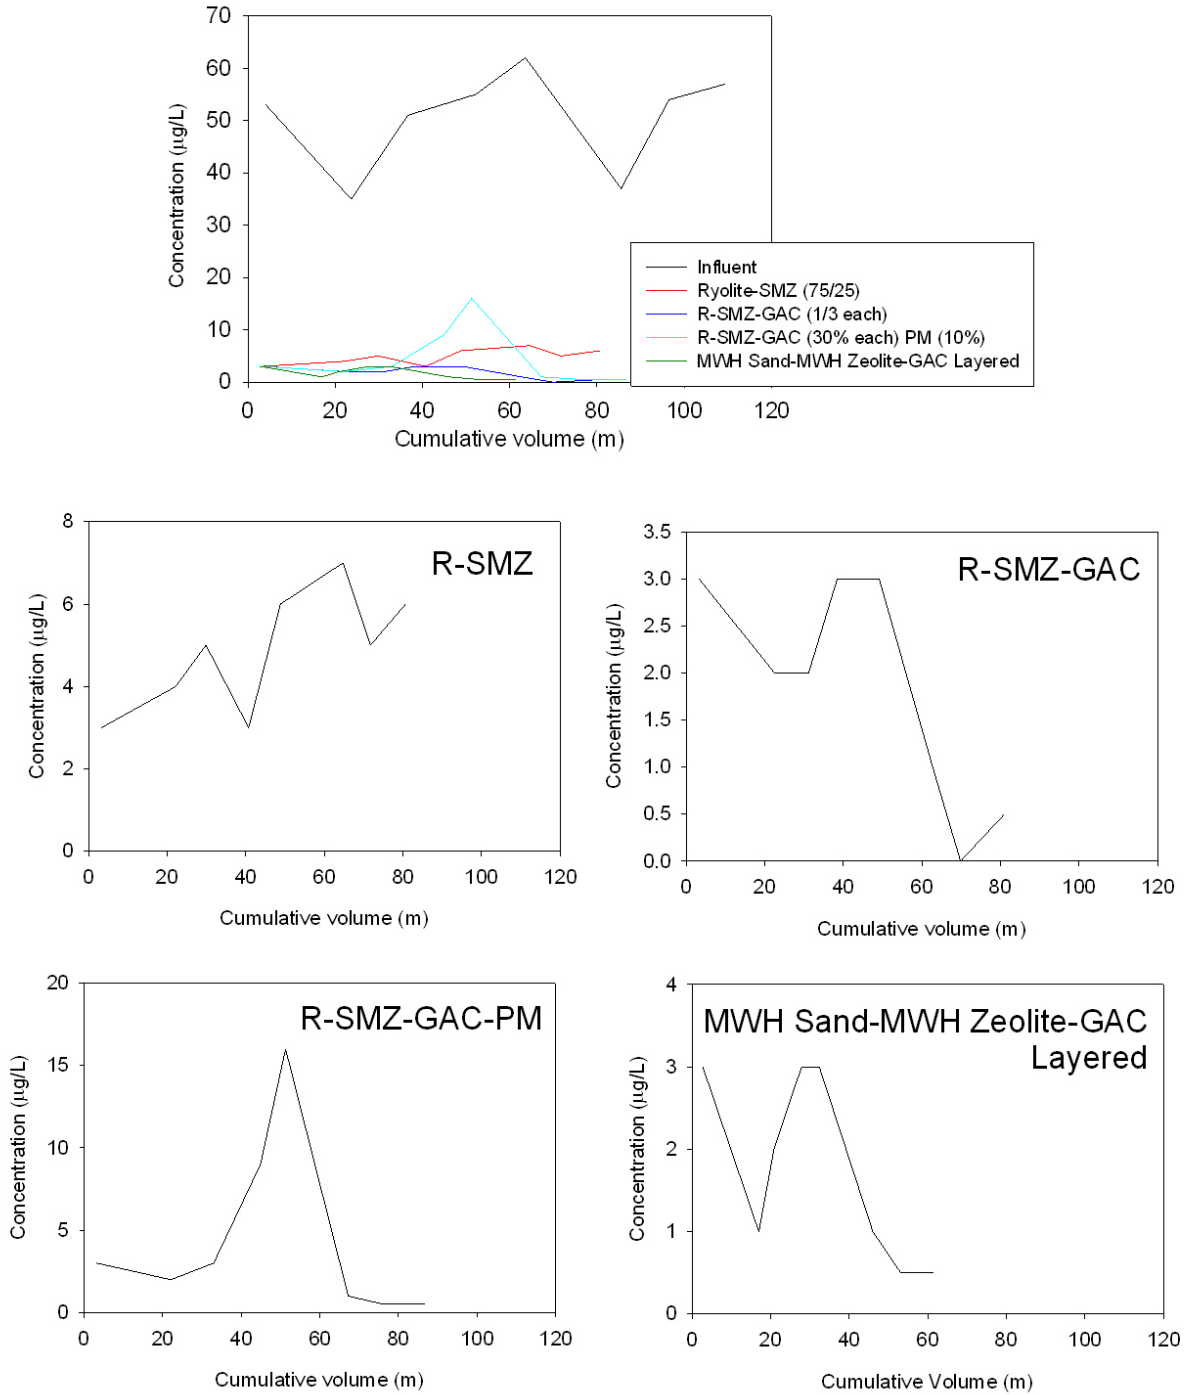 70
60
50
40
30
20
10
0
Concentration (µg/L)
0 20 40 60 80 100 120
Cumulative volume (m)
Influent
Ryolite-SMZ (75/25)
R-SMZ-GAC (1/3 each)
R-SMZ-GAC (30% each) PM (10%)
MWH Sand-MWH Zeolite-GAC Layered
R-SMZ
8
6
4
2
0
Concentration (µg/L)
0 20 40 60 80 100 120
Cumulative volume (m)
R-SMZ-GAC
3.5
3.0
2.5
2.0
1.5
1.0
0.5
0.0
Concentration (µg/L)
0 20 40 60 80 100 120
Cumulative volume (m)
R-SMZ-GAC-PM
20
15
10
5
0
Concentration (µg/L)
0 20 40 60 80 100 120
Cumulative volume (m)
MWH Sand-MWH Zeolite-GAC
Layered
4
3
2
1
0
Concentration (µg/L)
0 20 40 60 80 100 120
Cumulative Volume (m)